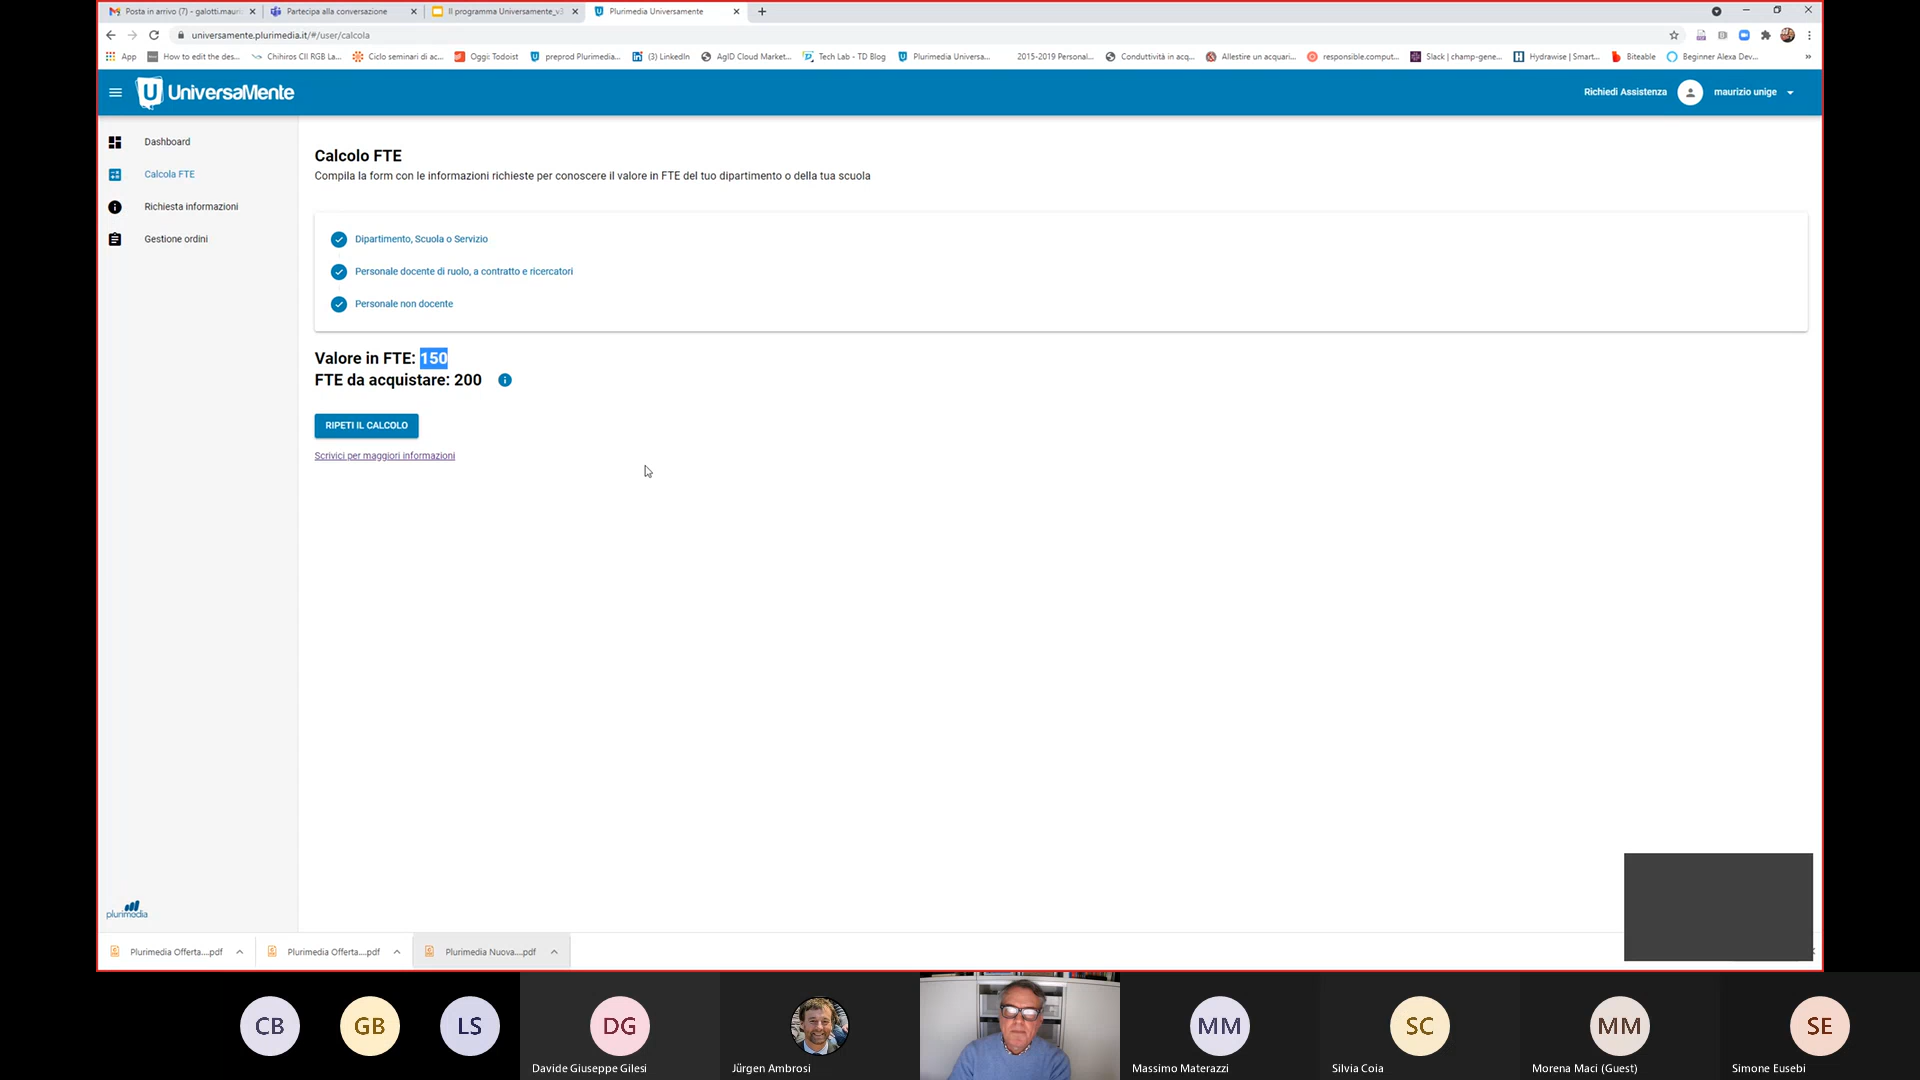 Posta in arrivo (7) - galotti.maur
Partecipa alla conversazione
Il programma Universamente_v3
Plurimedia Universamente
universamente.plurimedia.it/#/user/calcola
App
How to edit the des...
Chihiros CII RGB La...
Ciclo seminari di ac...
Oggi: Todoist
preprod Plurimedia...
(3) LinkedIn
AgID Cloud Market...
Tech Lab - TD Blog
Plurimedia Universa...
2015-2019 Personal...
Conduttività in acq...
Allestire un acquari...
responsible.comput...
Slack | champ-gene...
Hydrawise | Smart...
Biteable
Beginner Alexa Dev...
»
UniversaMente
Richiedi Assistenza
maurizio unige
Dashboard
Calcola FTE
Richiesta informazioni
Gestione ordini
Calcolo FTE
Compila la form con le informazioni richieste per conoscere il valore in FTE del tuo dipartimento o della tua scuola
Dipartimento, Scuola o Servizio
Personale docente di ruolo, a contratto e ricercatori
Personale non docente
Valore in FTE: 150
FTE da acquistare: 200
RIPETI IL CALCOLO
Scrivici per maggiori informazioni
plurimedia
Plurimedia Offerta....pdf
Plurimedia Offerta....pdf
Plurimedia Nuova....pdf
CB
GB
LS
DG
MM
SC
MM
SE
Davide Giuseppe Gilesi
Jürgen Ambrosi
Massimo Materazzi
Silvia Coia
Morena Maci (Guest)
Simone Eusebi